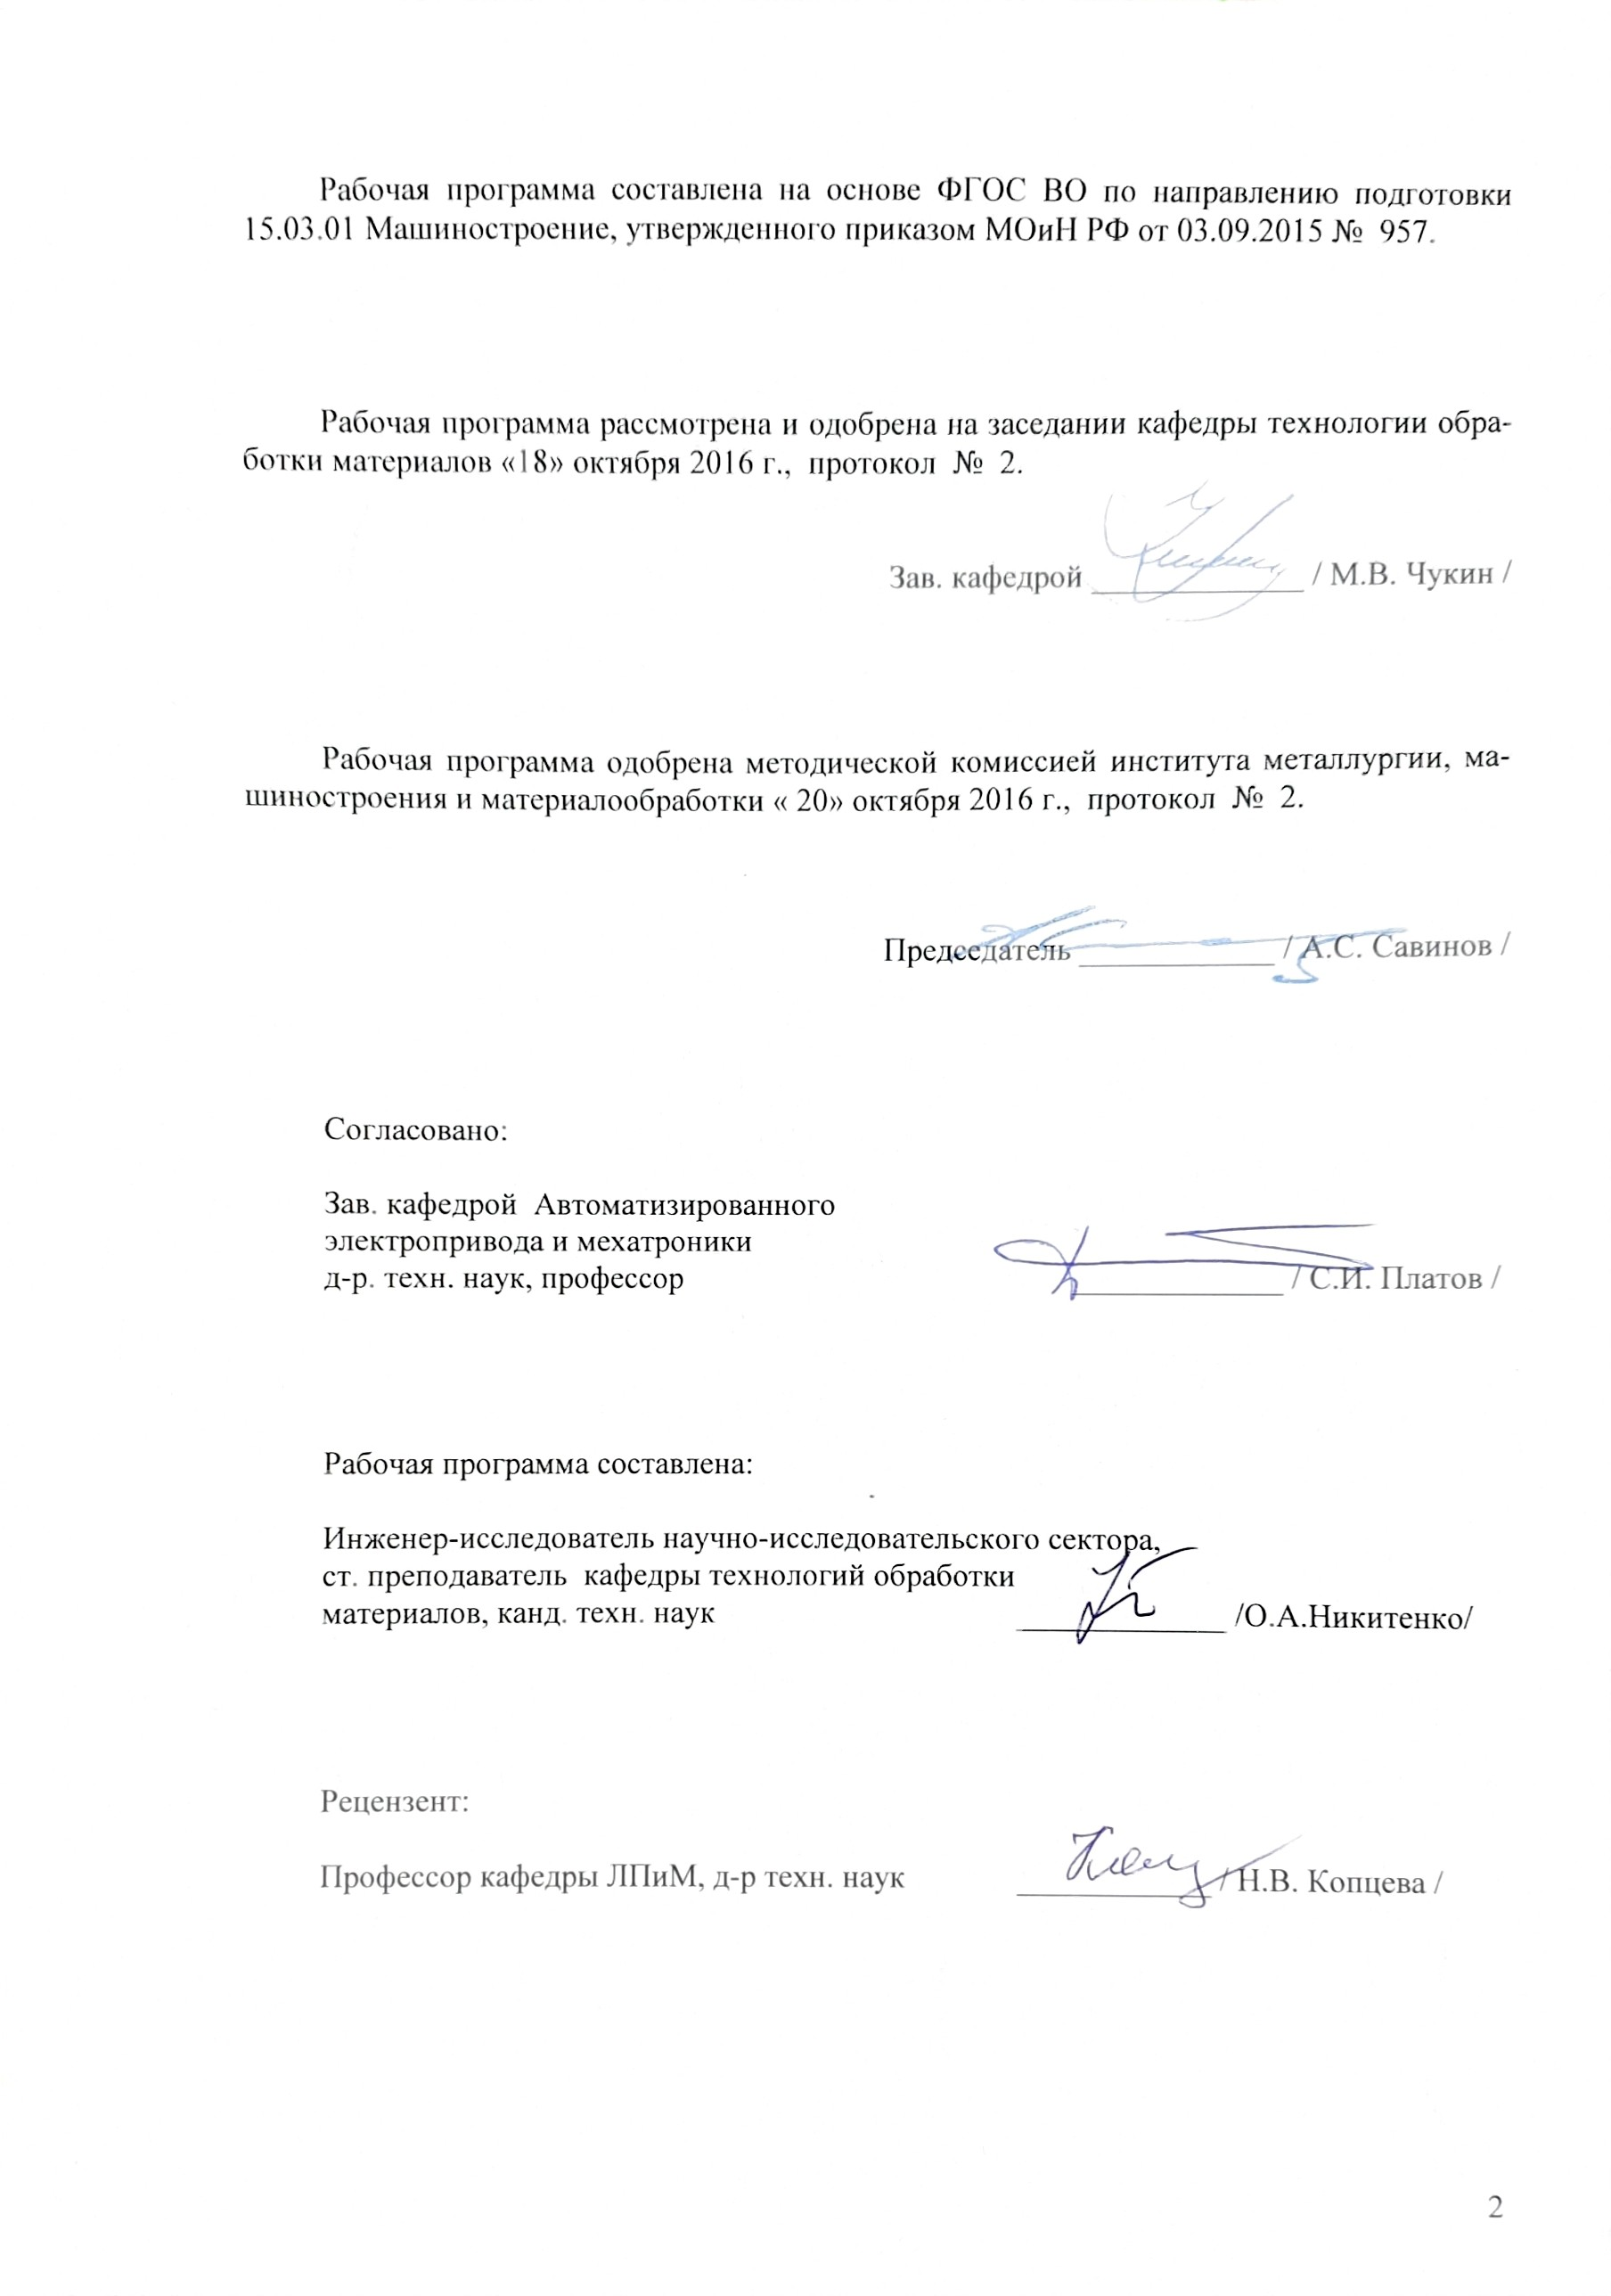 Рабочая программа составлена на основе ФГОС ВО по направлению подготовки
15.03.01 Машиностроение, утвержденного приказом МОиН РФ от 03.09.2015 № 957.
Рабочая программа рассмотрена и одобрена на заседании кафедры технологии обра-
ботки материалов «18» октября 2016 г., протокол № 2.
Зав. кафедрой ____________ / М.В. Чукин /
Рабочая программа одобрена методической комиссией института металлургии, ма-
шиностроения и материалообработки « 20» октября 2016 г., протокол № 2.
Председатель ____________ / А.С. Савинов /
Согласовано:
Зав. кафедрой Автоматизированного
электропривода и мехатроники
д-р. техн. наук, профессор ____________ / С.И. Платов /
Рабочая программа составлена:
Инженер-исследователь научно-исследовательского сектора,
ст. преподаватель кафедры технологий обработки
материалов, канд. техн. наук ____________ /О.А.Никитенко/
Рецензент:
Профессор кафедры ЛПиМ, д-р техн. наук ____________ / Н.В. Копцева /
2